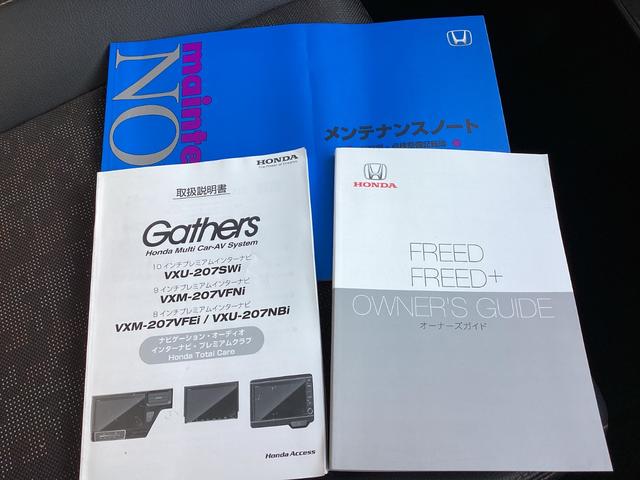 mainte
NO
メンテナンスノート
HONDA
The Power of Dreams
取扱説明書
Gathers
Honda Multi Car-AV System
10インチプレミアムインターナビ
VXU-207SWi
9インチプレミアムインターナビ
VXM-207VFNi
8インチプレミアムインターナビ
VXM-207VFEi / VXU-207NBi
ナビゲーション・オーディオ
インターナビ・プレミアムクラブ
Honda Total Care
Honda Access
HONDA
FREED
FREED+
OWNER'S GUIDE
オーナーズガイド